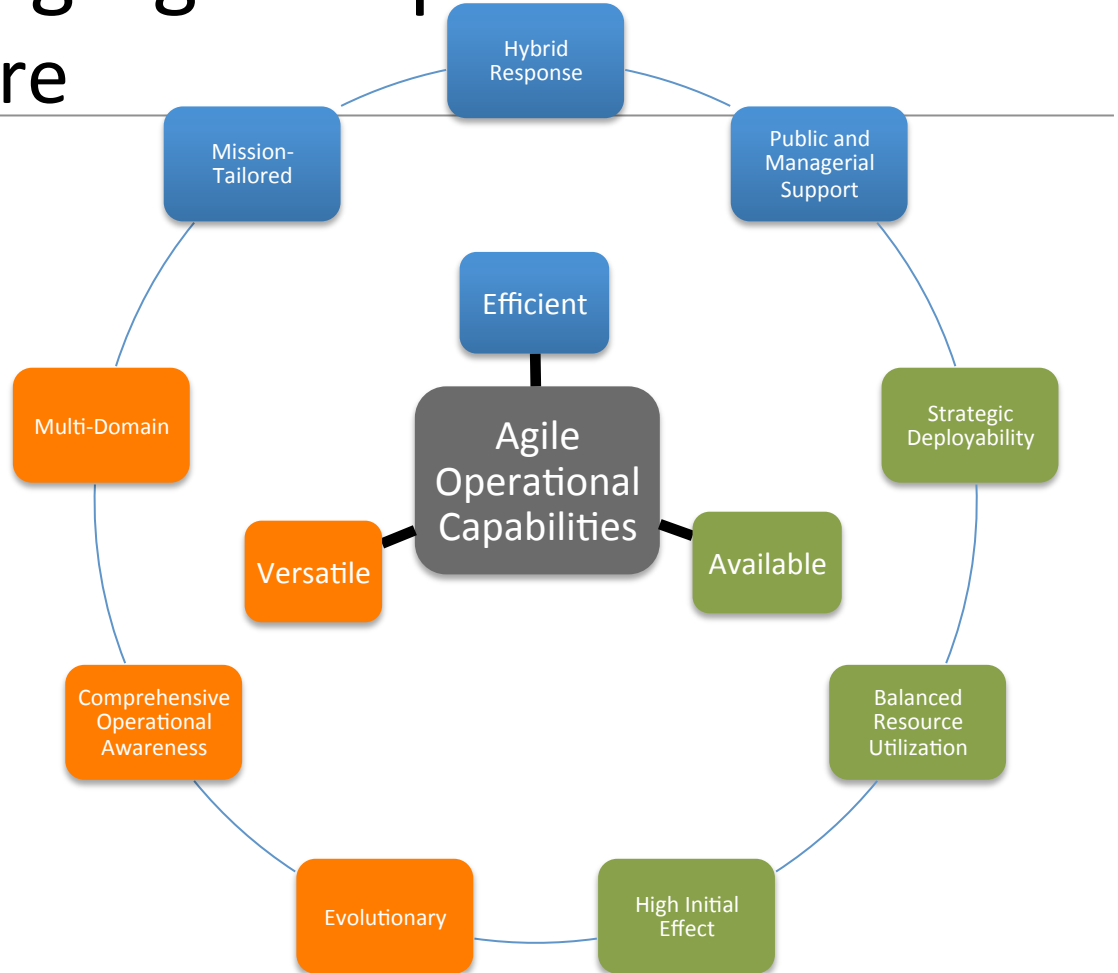 re
Hybrid
Response
Mission-
Tailored
Public and
Managerial
Support
Efficient
Multi-Domain
Strategic
Deployability
Agile
Operational
Capabilities
Versatile
Available
Comprehensive
Operational
Awareness
Balanced
Resource
Utilization
Evolutionary
High Initial
Effect